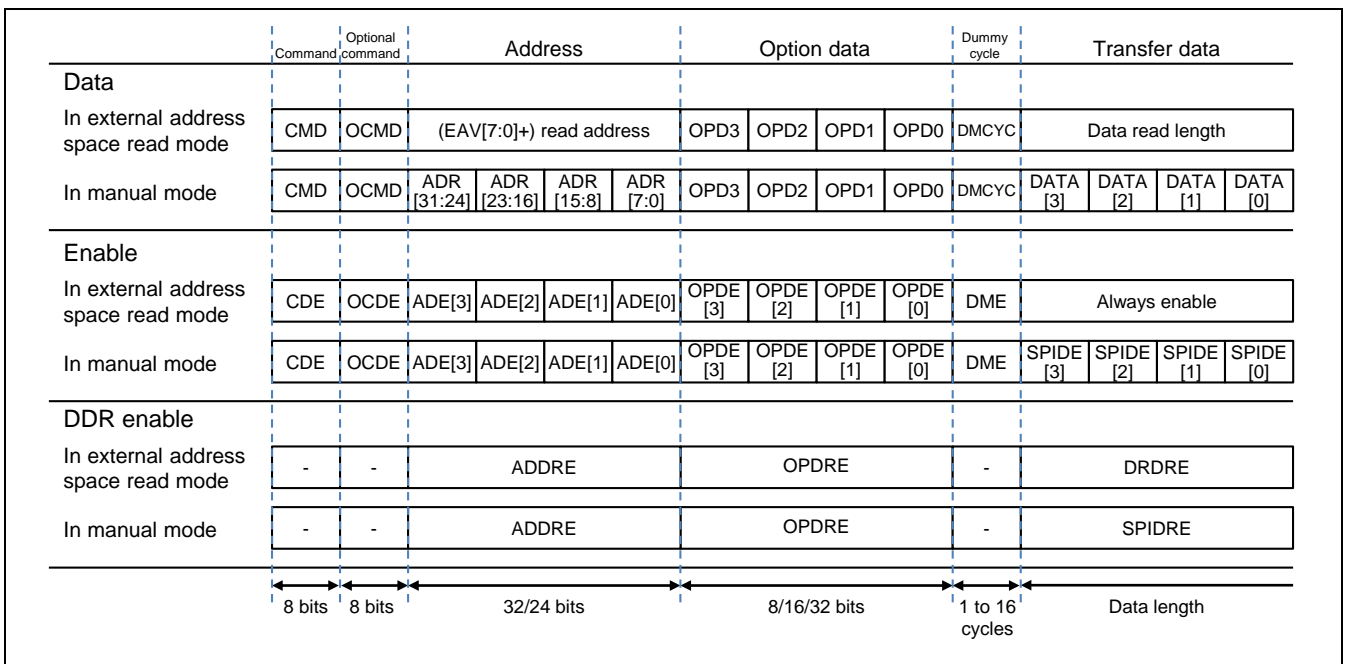 Command Optional command Address Option data Dummy cycle Transfer data
Data
In external address space read mode CMD OCMD (EAV[7:0]+) read address OPD3 OPD2 OPD1 OPD0 DMCYC Data read length
In manual mode CMD OCMD ADR [31:24] ADR [23:16] ADR [15:8] ADR [7:0] OPD3 OPD2 OPD1 OPD0 DMCYC DATA [3] DATA [2] DATA [1] DATA [0]
Enable
In external address space read mode CDE OCDE ADE[3] ADE[2] ADE[1] ADE[0] OPDE [3] OPDE [2] OPDE [1] OPDE [0] DME Always enable
In manual mode CDE OCDE ADE[3] ADE[2] ADE[1] ADE[0] OPDE [3] OPDE [2] OPDE [1] OPDE [0] DME SPIDE [3] SPIDE [2] SPIDE [1] SPIDE [0]
DDR enable
In external address space read mode - - ADDRE OPDRE - DRDRE
In manual mode - - ADDRE OPDRE - SPIDRE
8 bits 8 bits 32/24 bits 8/16/32 bits 1 to 16 cycles Data length